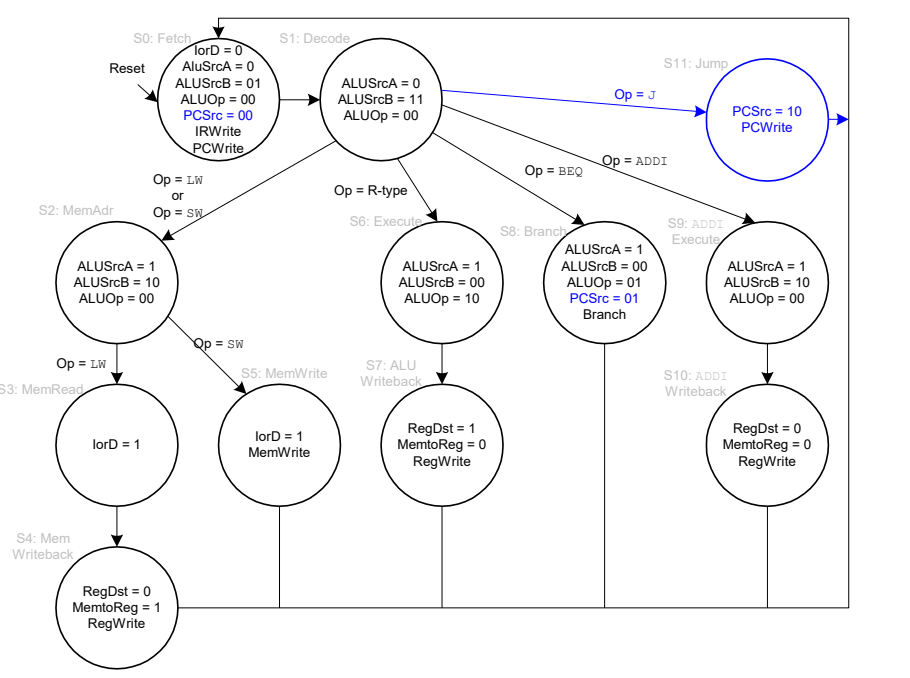 S0: Fetch
S1: Decode
Reset
IorD = 0
AluSrcA = 0
ALUSrcB = 01
ALUOp = 00
PCSrc = 00
IRWrite
PCWrite
ALUSrcA = 0
ALUSrcB = 11
ALUOp = 00
S11: Jump
Op = J
PCSrc = 10
PCWrite
Op = LW
or
Op = SW
Op = R-type
Op = BEQ
Op = ADDI
S2: MemAdr
ALUSrcA = 1
ALUSrcB = 10
ALUOp = 00
S6: Execute
ALUSrcA = 1
ALUSrcB = 00
ALUOp = 10
S8: Branch
ALUSrcA = 1
ALUSrcB = 00
ALUOp = 01
PCSrc = 01
Branch
S9: ADDI
Execute
ALUSrcA = 1
ALUSrcB = 10
ALUOp = 00
Op = LW
Op = SW
S3: MemRead
IorD = 1
S5: MemWrite
IorD = 1
MemWrite
S7: ALU
Writeback
RegDst = 1
MemtoReg = 0
RegWrite
S10: ADDI
Writeback
RegDst = 0
MemtoReg = 0
RegWrite
S4: Mem
Writeback
RegDst = 0
MemtoReg = 1
RegWrite